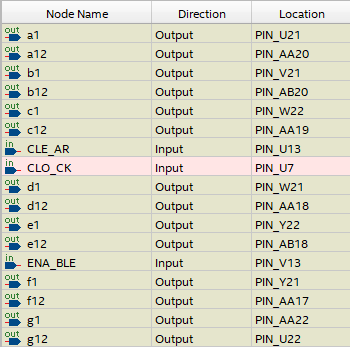 Node Name Direction Location
out a1 Output PIN_U21
out a12 Output PIN_AA20
out b1 Output PIN_V21
out b12 Output PIN_AB20
out c1 Output PIN_W22
out c12 Output PIN_AA19
in CLE_AR Input PIN_U13
in CLO_CK Input PIN_U7
out d1 Output PIN_W21
out d12 Output PIN_AA18
out e1 Output PIN_Y22
out e12 Output PIN_AB18
in ENA_BLE Input PIN_V13
out f1 Output PIN_Y21
out f12 Output PIN_AA17
out g1 Output PIN_AA22
out g12 Output PIN_U22